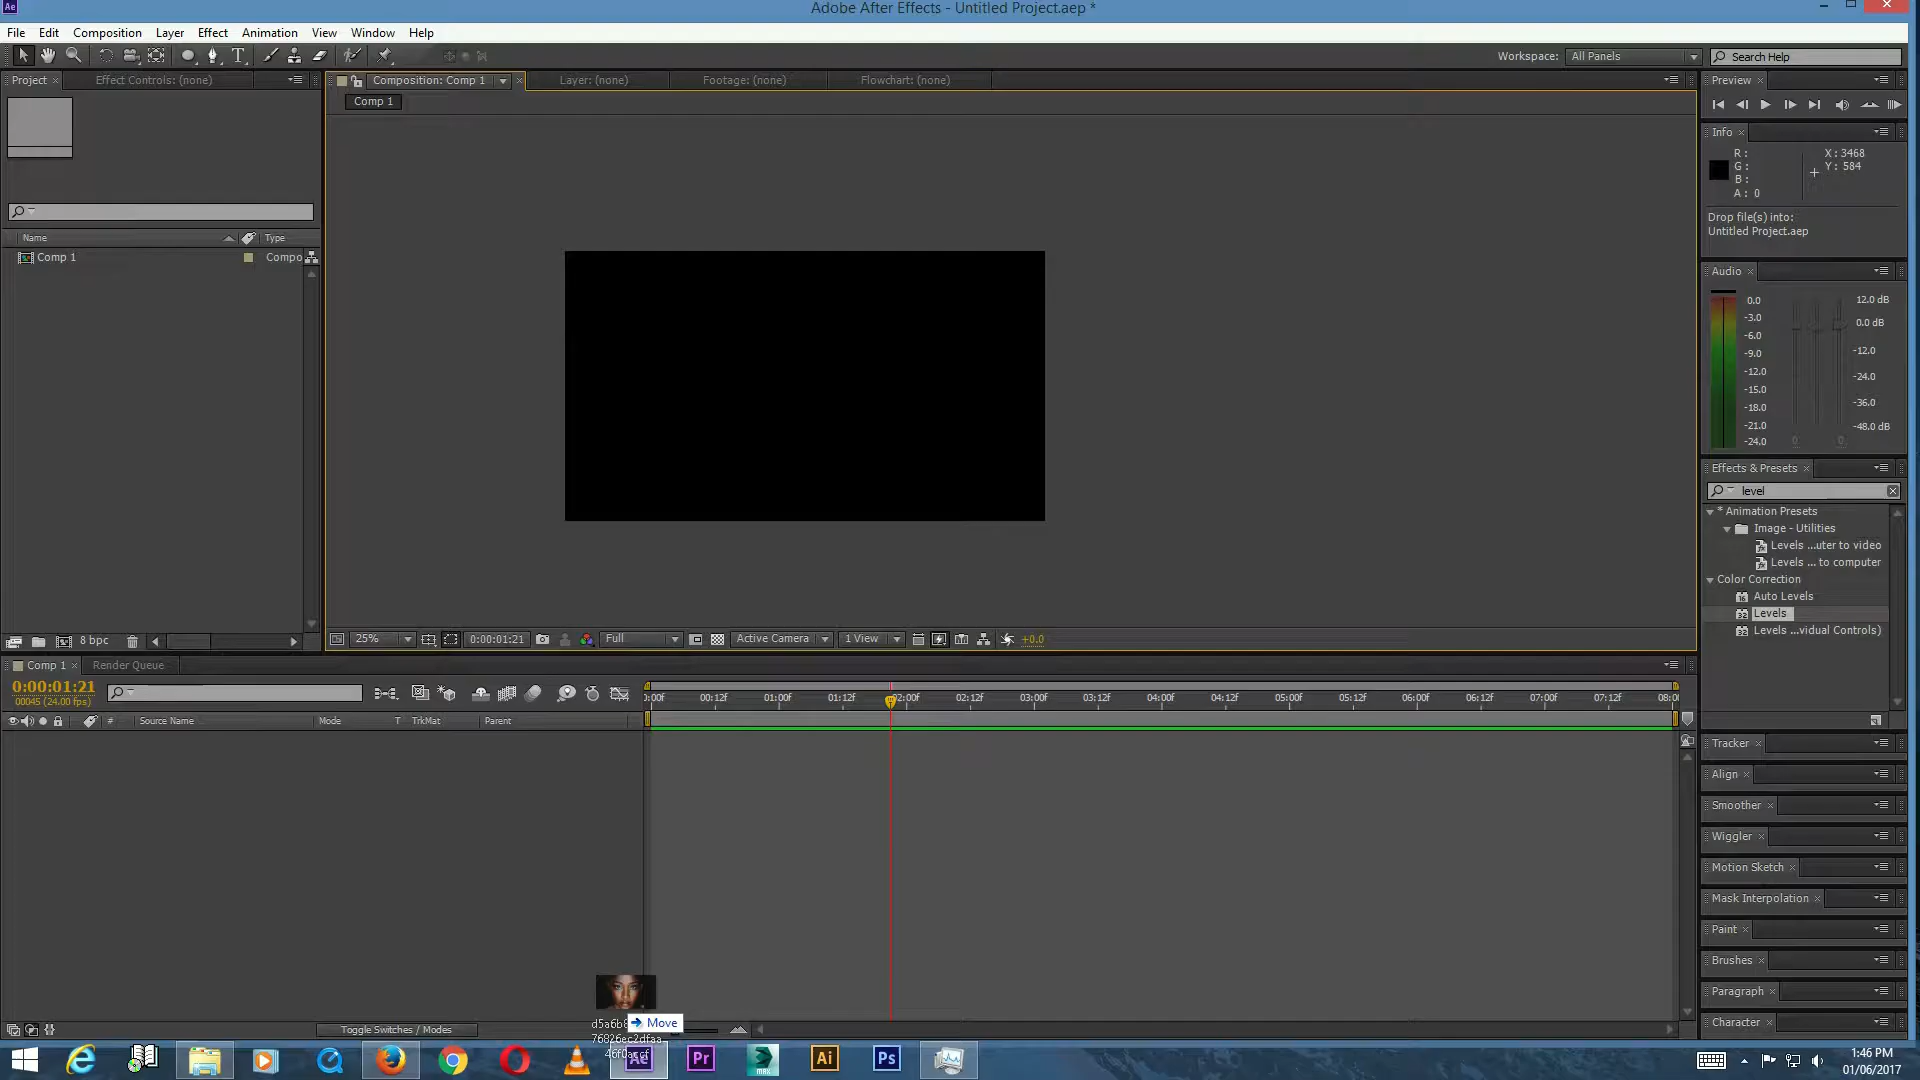 Adobe After Effects - Untitled Project.aep *
File Edit Composition Layer Effect Animation View Window Help
Workspace: All Panels Search Help
Project Effect Controls: (none) Composition: Comp 1 Layer: (none) Footage: (none) Flowchart: (none) Preview
Comp 1
Info
R:
G:
B:
A: 0
X: 3468
Y: 584
Drop file(s) into:
Untitled Project.aep
Name Type
Comp 1 Compo
Audio
0.0
-3.0
-6.0
-9.0
-12.0
-15.0
-18.0
-21.0
-24.0
12.0 dB
0.0 dB
-12.0
-24.0
-36.0
-48.0 dB
0 0
Effects & Presets
level
* Animation Presets
Image - Utilities
Levels ...uter to video
Levels ... to computer
Color Correction
Auto Levels
Levels
Levels ...vidual Controls)
8 bpc
25% 0:00:01:21 Full Active Camera 1 View +0.0
Comp 1 Render Queue
0:00:01:21
00045 (24.00 fps)
# Source Name Mode T TrkMat Parent
0:00f 00:12f 01:00f 01:12f 02:00f 02:12f 03:00f 03:12f 04:00f 04:12f 05:00f 05:12f 06:00f 06:12f 07:00f 07:12f 08:0
Tracker
Align
Smoother
Wiggler
Motion Sketch
Mask Interpolation
Paint
Brushes
Paragraph
Character
Move
Toggle Switches / Modes
Ae Pr MAX Ai Ps
1:46 PM
01/06/2017